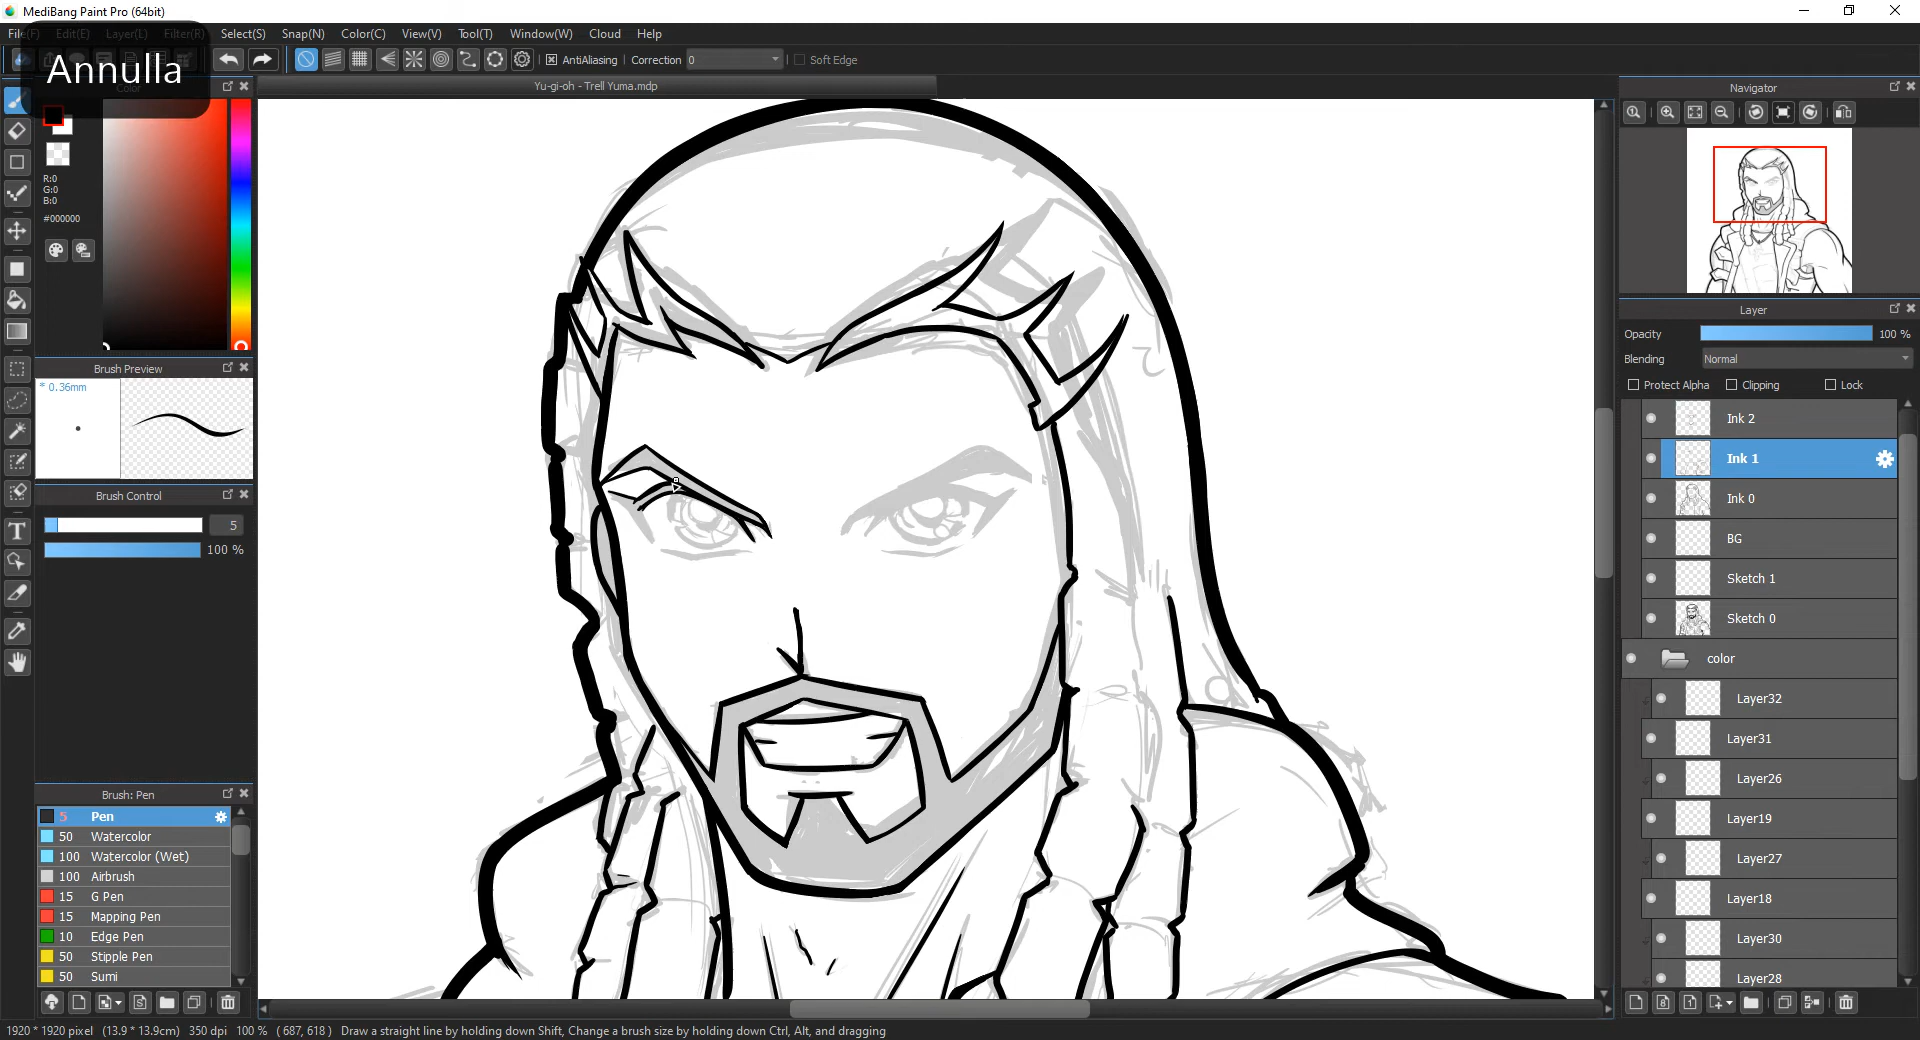 MediBang Paint Pro (64bit)
File(F) Edit(E) Layer(L) Filter(R) Select(S) Snap(N) Color(C) View(V) Tool(T) Window(W) Cloud Help
Annulla
AntiAliasing Correction 0 Soft Edge
Color
Yu-gi-oh - Trell Yuma.mdp
Navigator
R:0
G:0
B:0
#000000
Brush Preview
* 0.36mm
Brush Control
5
100 %
Brush: Pen
5 Pen
50 Watercolor
100 Watercolor (Wet)
100 Airbrush
15 G Pen
15 Mapping Pen
10 Edge Pen
50 Stipple Pen
50 Sumi
Layer
Opacity 100 %
Blending Normal
Protect Alpha Clipping Lock
Ink 2
Ink 1
Ink 0
BG
Sketch 1
Sketch 0
color
Layer32
Layer31
Layer26
Layer19
Layer27
Layer18
Layer30
Layer28
1920 * 1920 pixel (13.9 * 13.9cm) 350 dpi 100 % ( 687, 618 ) Draw a straight line by holding down Shift, Change a brush size by holding down Ctrl, Alt, and dragging